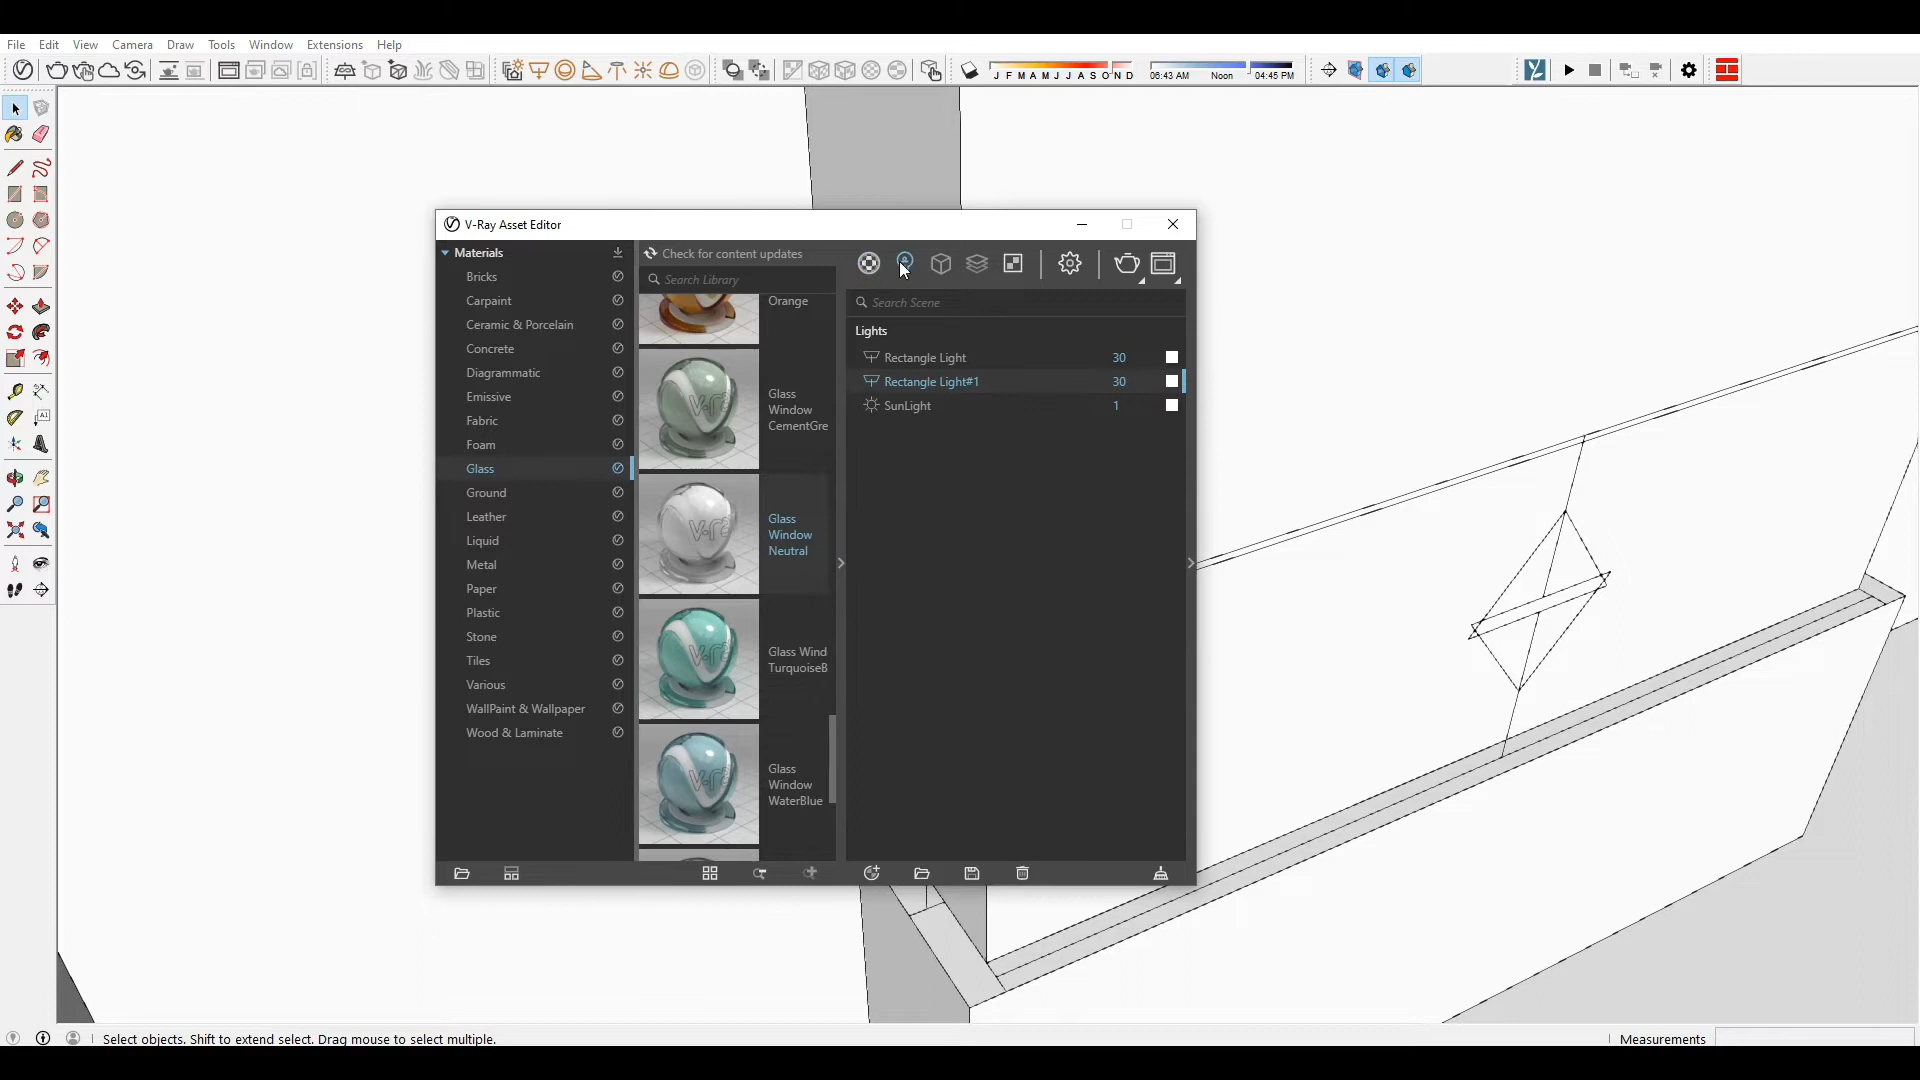 File Edit View Camera Draw Tools Window Extensions Help
J F M A M J J A S O N D
06:43 AM Noon 04:45 PM
V-Ray Asset Editor
Materials
Bricks
Carpaint
Ceramic & Porcelain
Concrete
Diagrammatic
Emissive
Fabric
Foam
Glass
Ground
Leather
Liquid
Metal
Paper
Plastic
Stone
Tiles
Various
WallPaint & Wallpaper
Wood & Laminate
Check for content updates
Search Library
Orange
Glass
Window
CementGre
Glass
Window
Neutral
Glass Wind
TurquoiseB
Glass
Window
WaterBlue
Search Scene
Lights
Rectangle Light 30
Rectangle Light#1 30
SunLight 1
Select objects. Shift to extend select. Drag mouse to select multiple.
Measurements